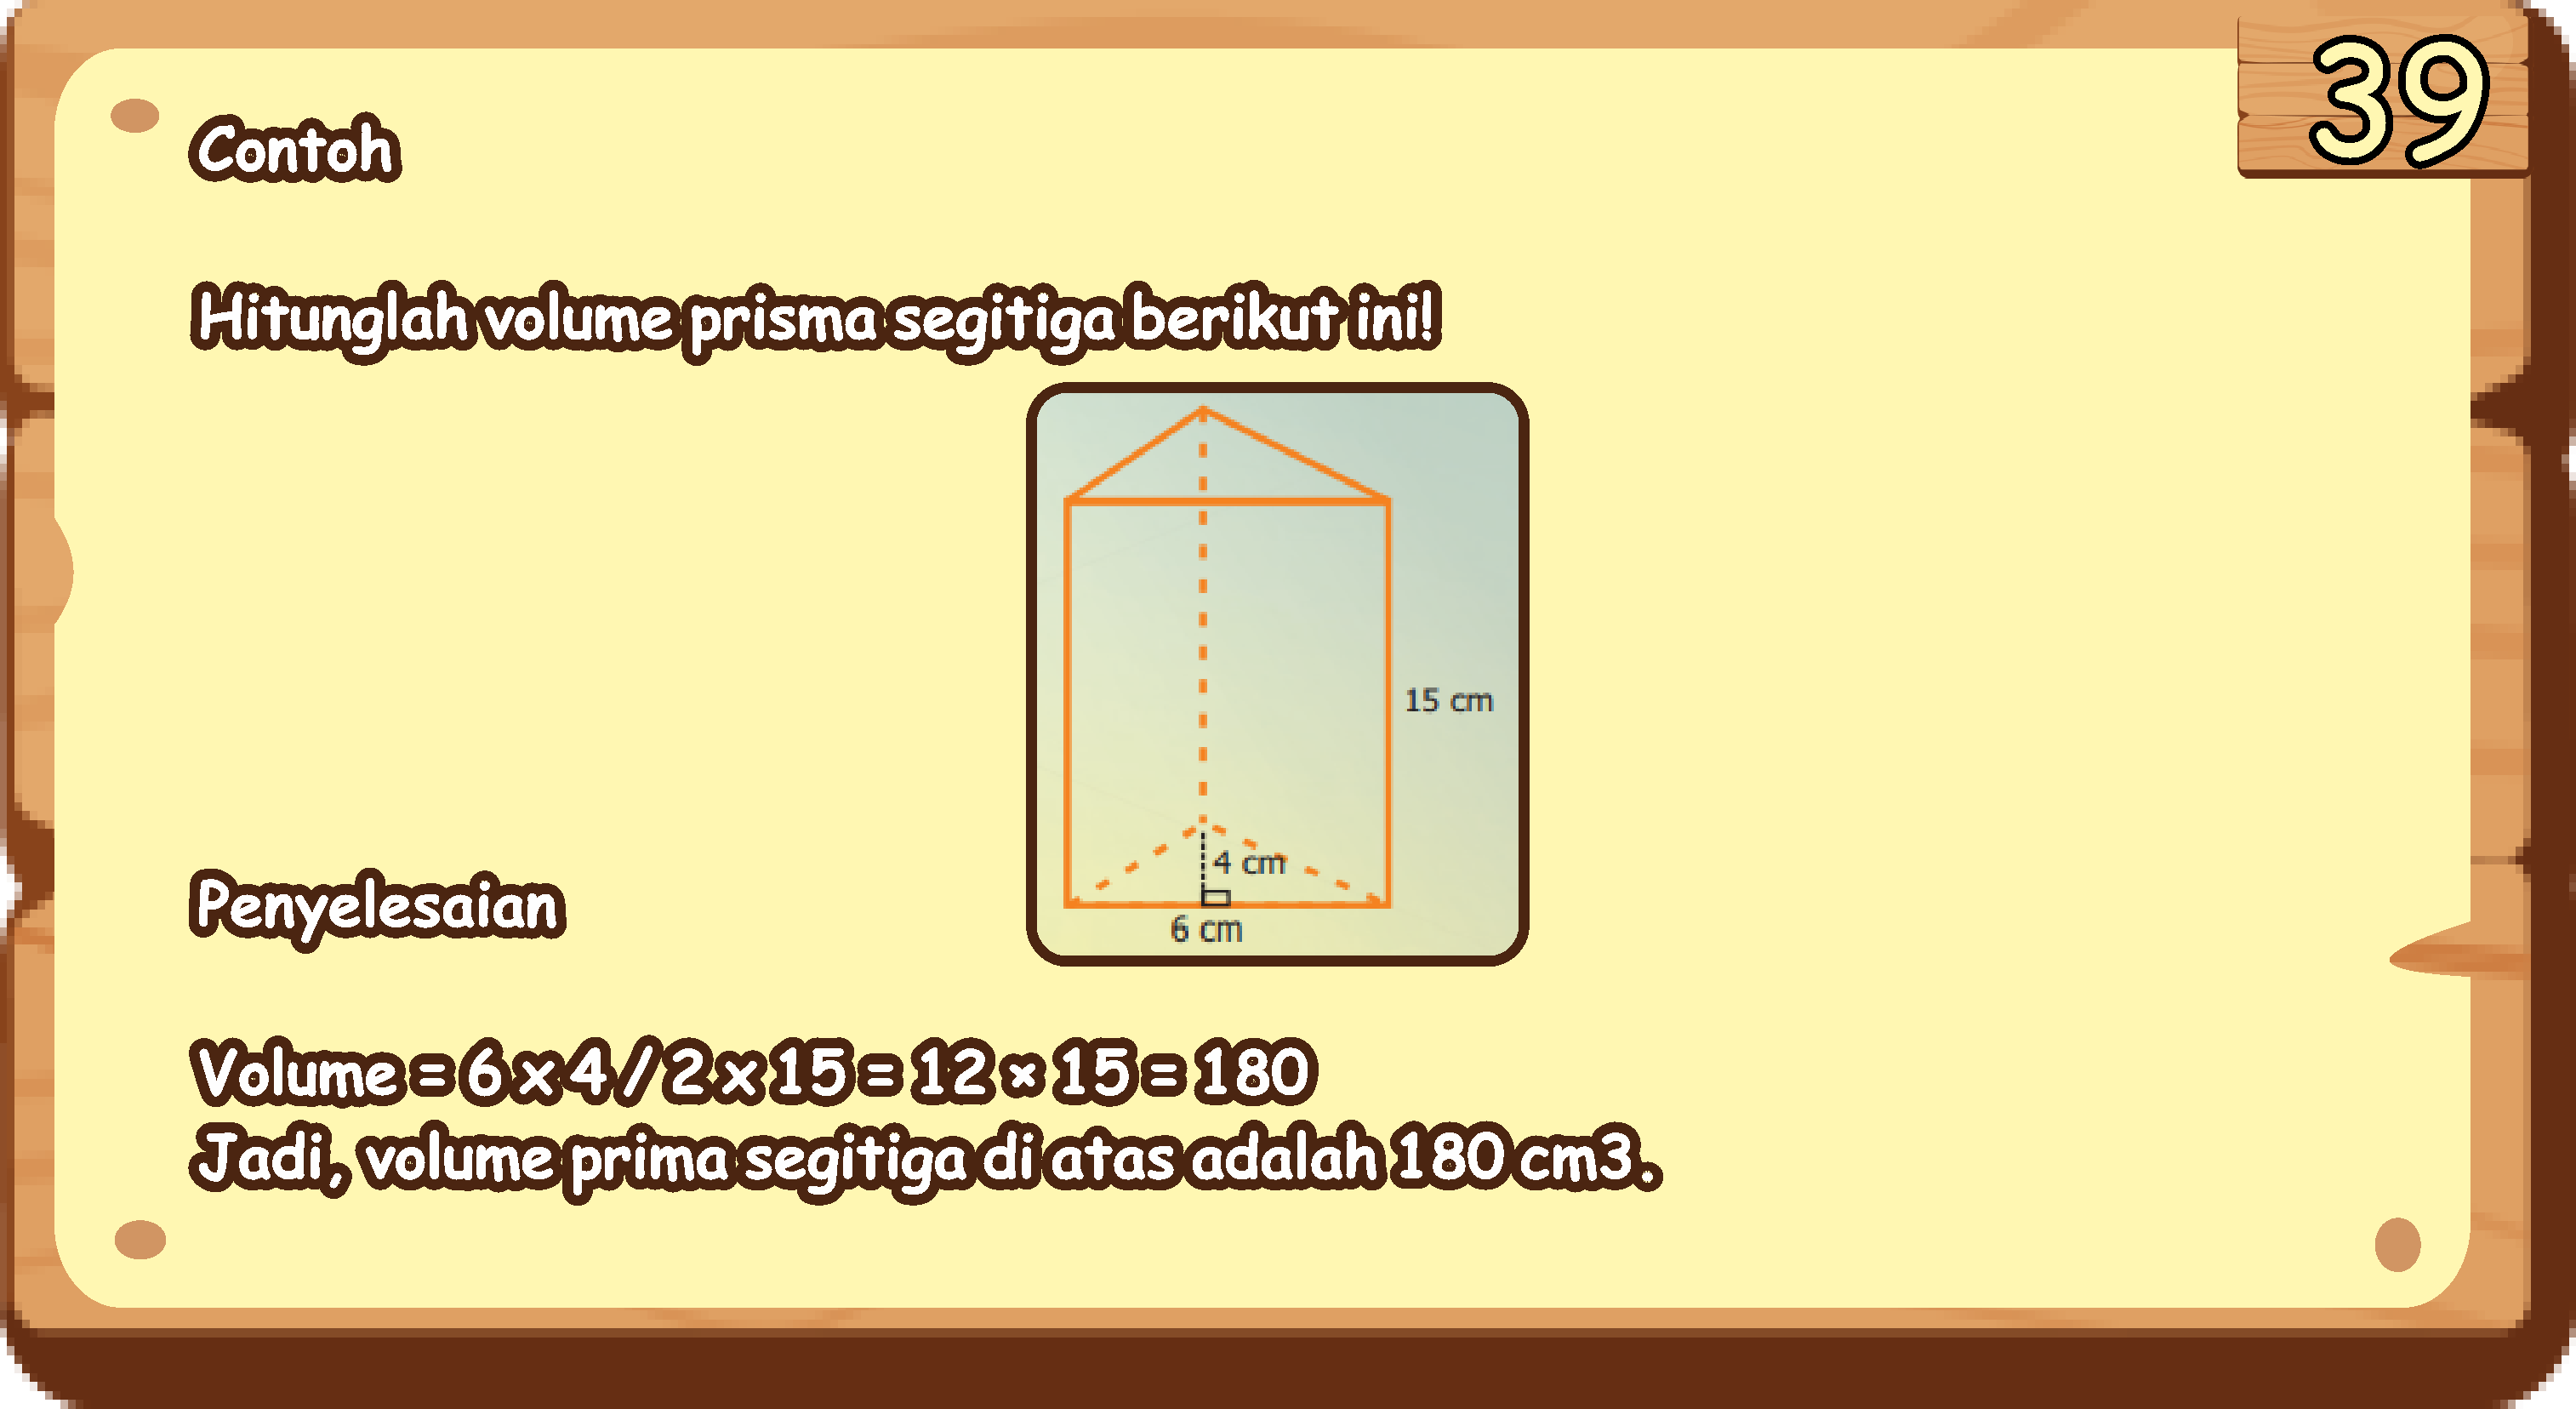 39
Contoh
Hitunglah volume prisma segitiga berikut ini!
15 cm
4 cm
6 cm
Penyelesaian
Volume = 6 x 4 / 2 x 15 = 12 × 15 = 180
Jadi, volume prima segitiga di atas adalah 180 cm3.